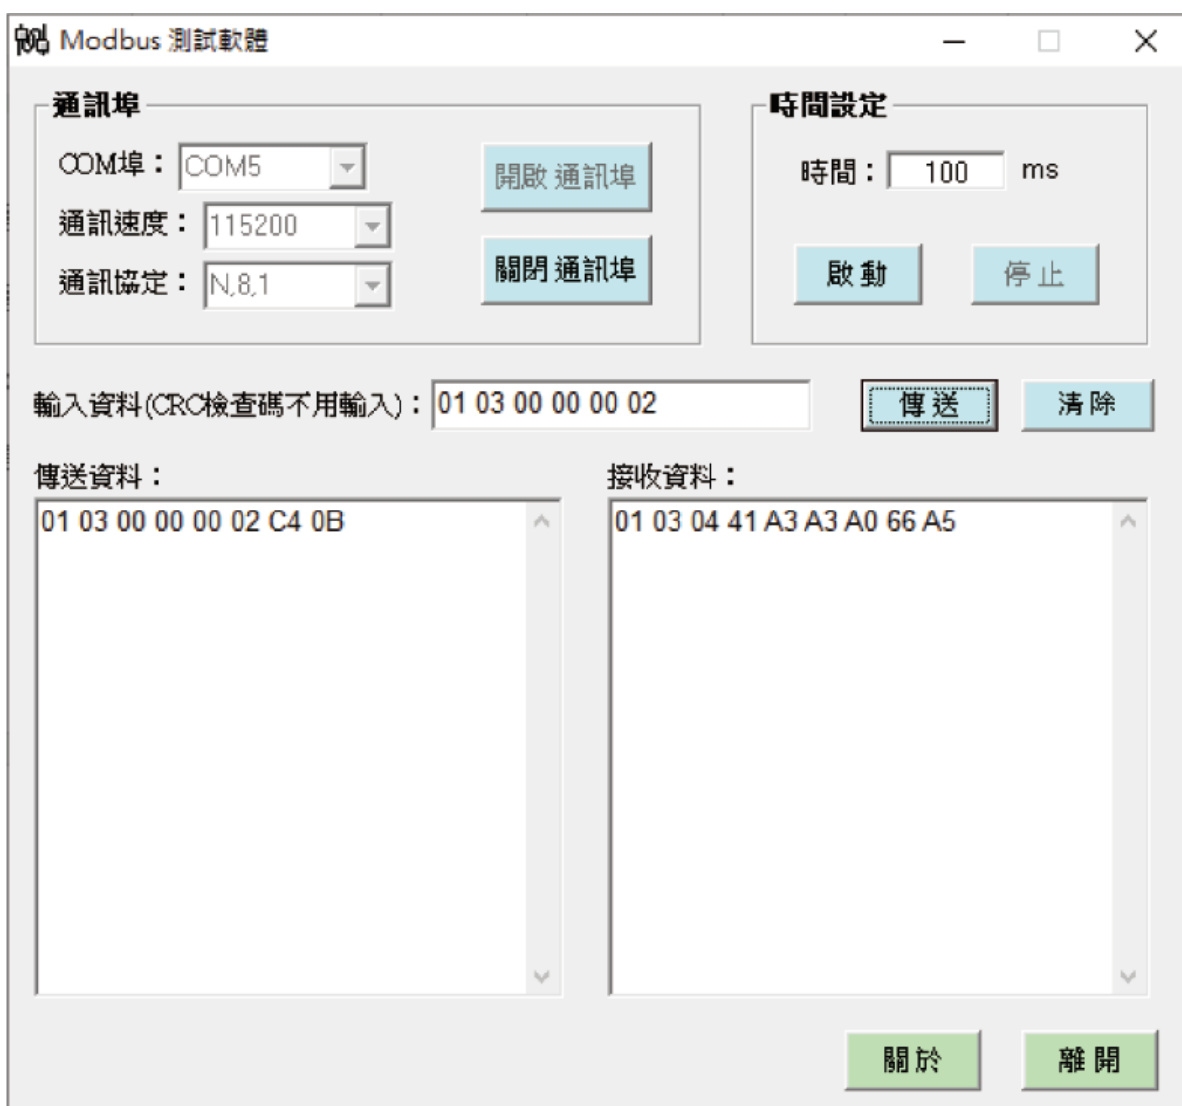 Modbus 測試軟體
通訊埠
COM埠： COM5
開啟 通訊埠
通訊速度： 115200
關閉 通訊埠
通訊協定： N,8,1
時間設定
時間： 100 ms
啟 動
停 止
輸入資料(CRC檢查碼不用輸入)： 01 03 00 00 00 02
傳 送
清 除
傳送資料：
01 03 00 00 00 02 C4 0B
接收資料：
01 03 04 41 A3 A3 A0 66 A5
關 於
離 開